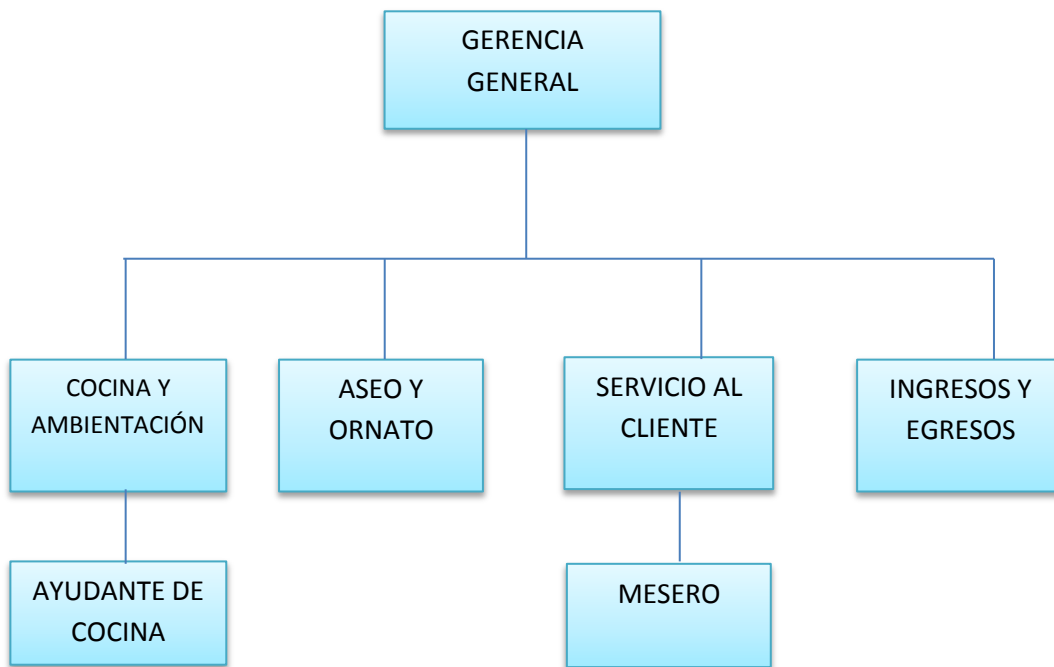 GERENCIA
GENERAL
COCINA Y
AMBIENTACIÓN
ASEO Y
ORNATO
SERVICIO AL
CLIENTE
INGRESOS Y
EGRESOS
AYUDANTE DE
COCINA
MESERO